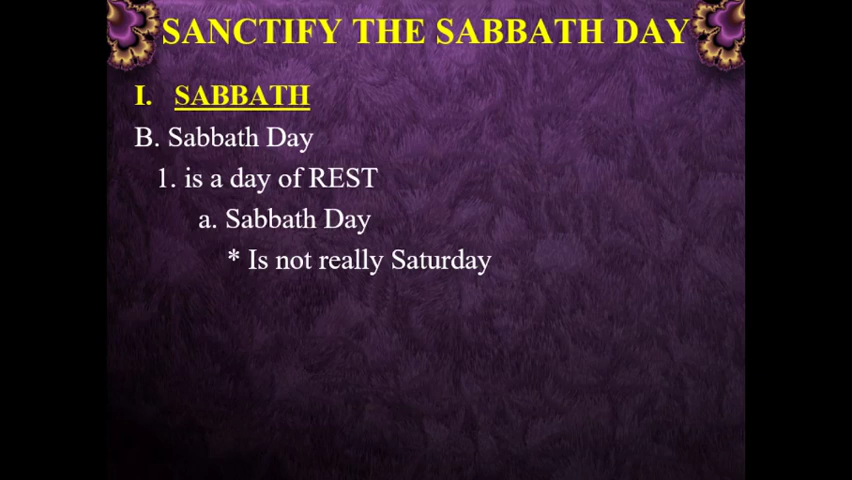 SANCTIFY THE SABBATH DAY
I. SABBATH
B. Sabbath Day
1. is a day of REST
a. Sabbath Day
* Is not really Saturday